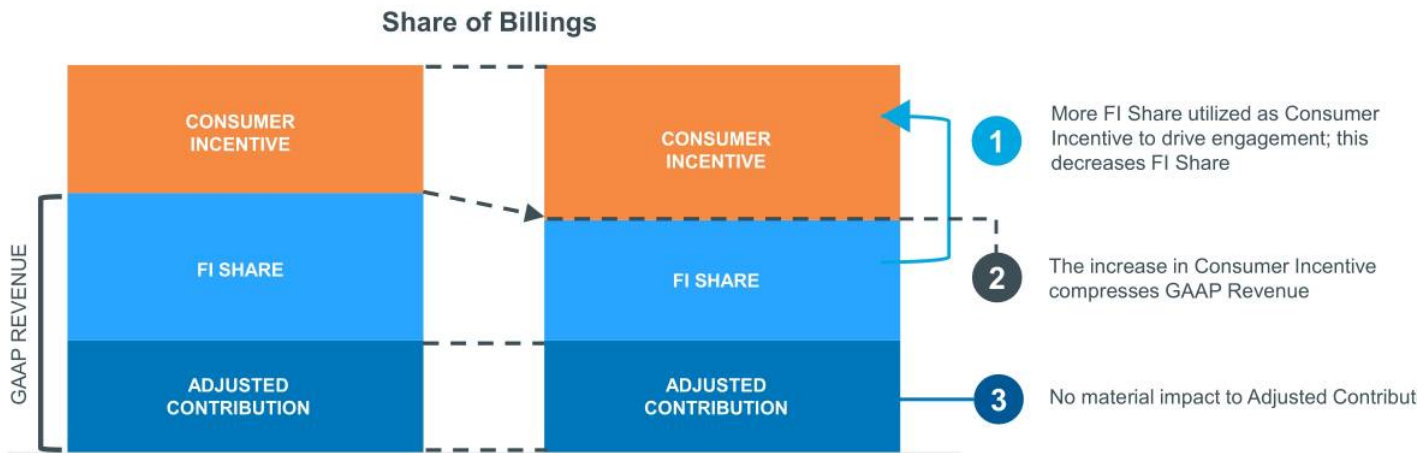 Share of Billings
CONSUMER
INCENTIVE
FI SHARE
ADJUSTED
CONTRIBUTION
GAAP REVENUE
CONSUMER
INCENTIVE
FI SHARE
ADJUSTED
CONTRIBUTION
1
More FI Share utilized as Consumer
Incentive to drive engagement; this
decreases FI Share
2
The increase in Consumer Incentive
compresses GAAP Revenue
3
No material impact to Adjusted Contribut